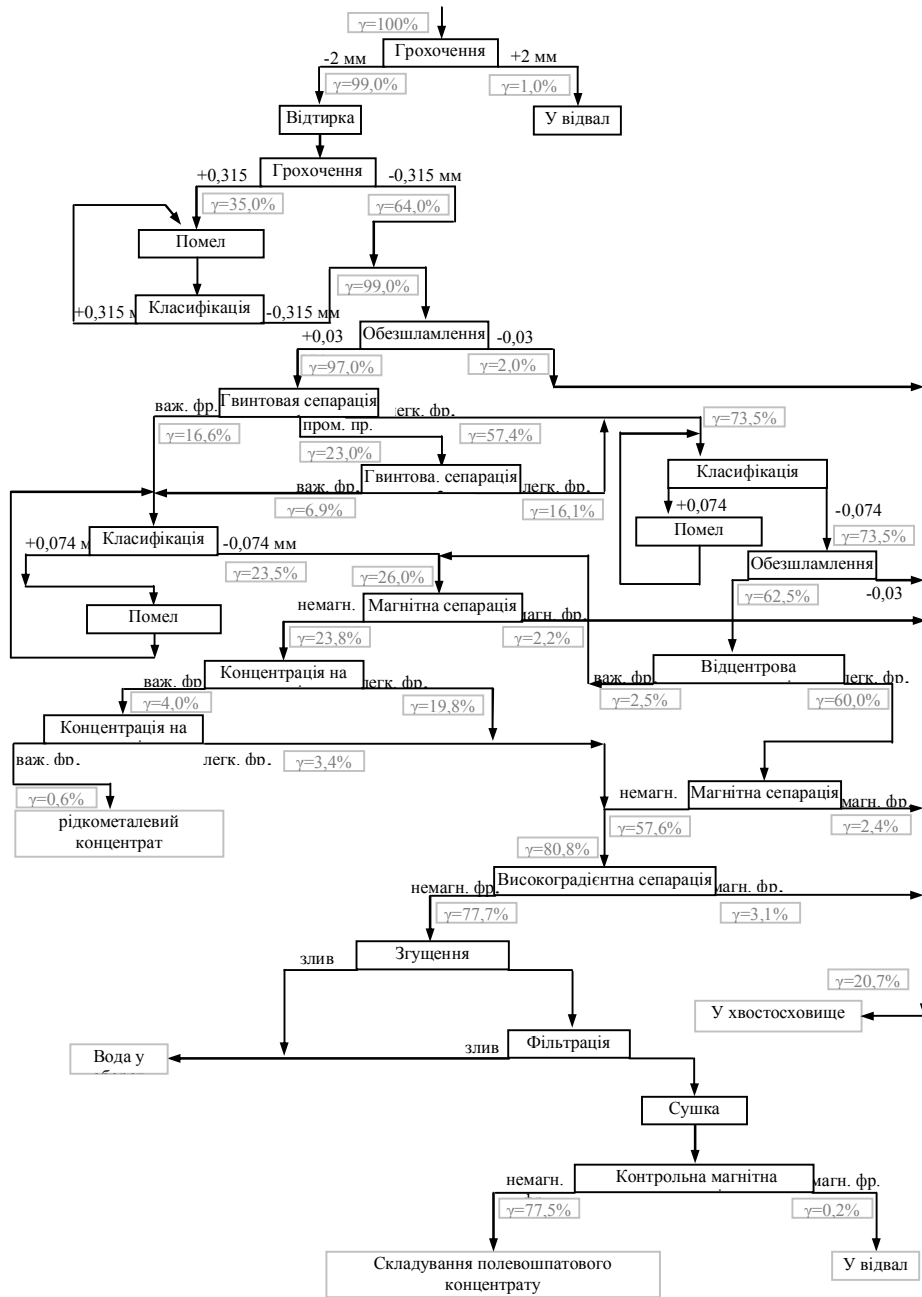 γ=100%
Грохочення
-2 мм
+2 мм
γ=99,0%
γ=1,0%
Відтирка
У відвал
Грохочення
+0,315
-0,315 мм
γ=35,0%
γ=64,0%
Помел
γ=99,0%
Класифікація
+0,315 м
-0,315 мм
Обезшламлення
+0,03
-0,03
γ=97,0%
γ=2,0%
Гвинтовая сепарація
важ. фр.
легк. фр.
γ=73,5%
пром. пр.
γ=16,6%
γ=57,4%
γ=23,0%
Класифікація
Гвинтова. сепарація
важ. фр.
легк. фр.
+0,074
-0,074
γ=6,9%
γ=16,1%
Помел
γ=73,5%
Класифікація
+0,074 м
-0,074 мм
Обезшламлення
γ=23,5%
γ=26,0%
-0,03
γ=62,5%
Магнітна сепарація
немагн.
магн. фр.
Помел
γ=23,8%
γ=2,2%
Концентрація на
Відцентрова
важ. фр.
легк. фр.
важ. фр.
легк. фр.
γ=4,0%
γ=19,8%
γ=2,5%
γ=60,0%
Концентрація на
важ. фр.
легк. фр.
γ=3,4%
Магнітна сепарація
немагн.
магн. фр.
γ=0,6%
рідкометалевий
концентрат
γ=57,6%
γ=2,4%
γ=80,8%
Високоградієнтна сепарація
немагн. фр.
магн. фр.
γ=77,7%
γ=3,1%
Згущення
злив
γ=20,7%
У хвостосховище
Фільтрація
злив
Вода у
Сушка
Контрольна магнітна
немагн.
магн. фр.
γ=77,5%
γ=0,2%
Складування полевошпатового
концентрату
У відвал